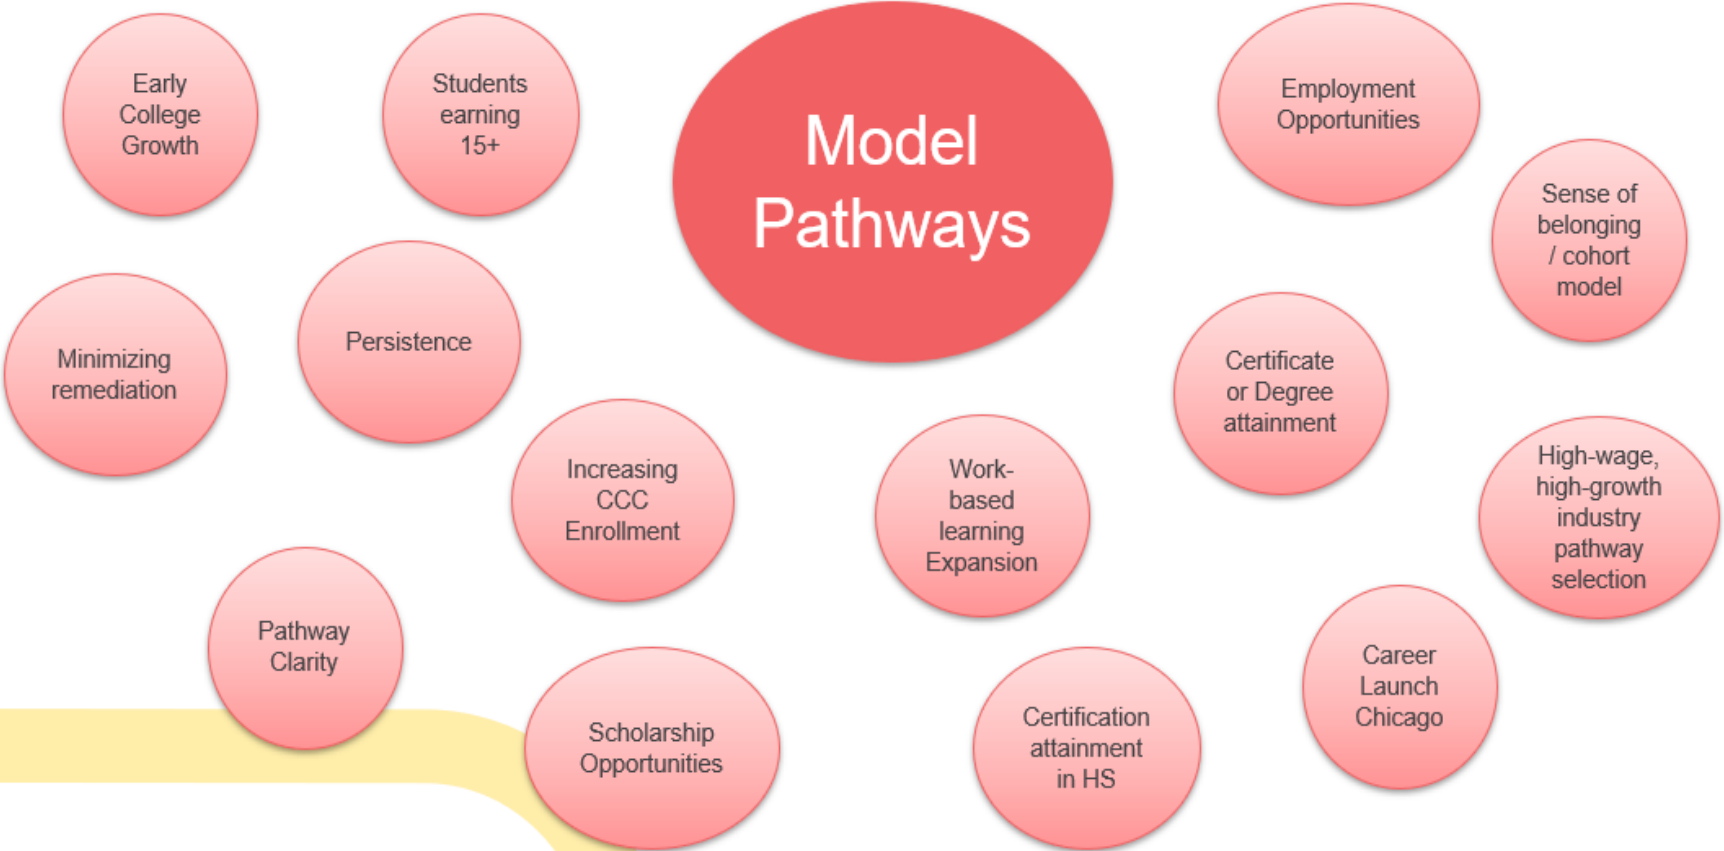 Early
College
Growth
Students
earning
15+
Model
Pathways
Employment
Opportunities
Sense of
belonging
/ cohort
model
Minimizing
remediation
Persistence
Certificate
or Degree
attainment
Increasing
CCC
Enrollment
Work-
based
learning
Expansion
High-wage,
high-growth
industry
pathway
selection
Pathway
Clarity
Scholarship
Opportunities
Certification
attainment
in HS
Career
Launch
Chicago